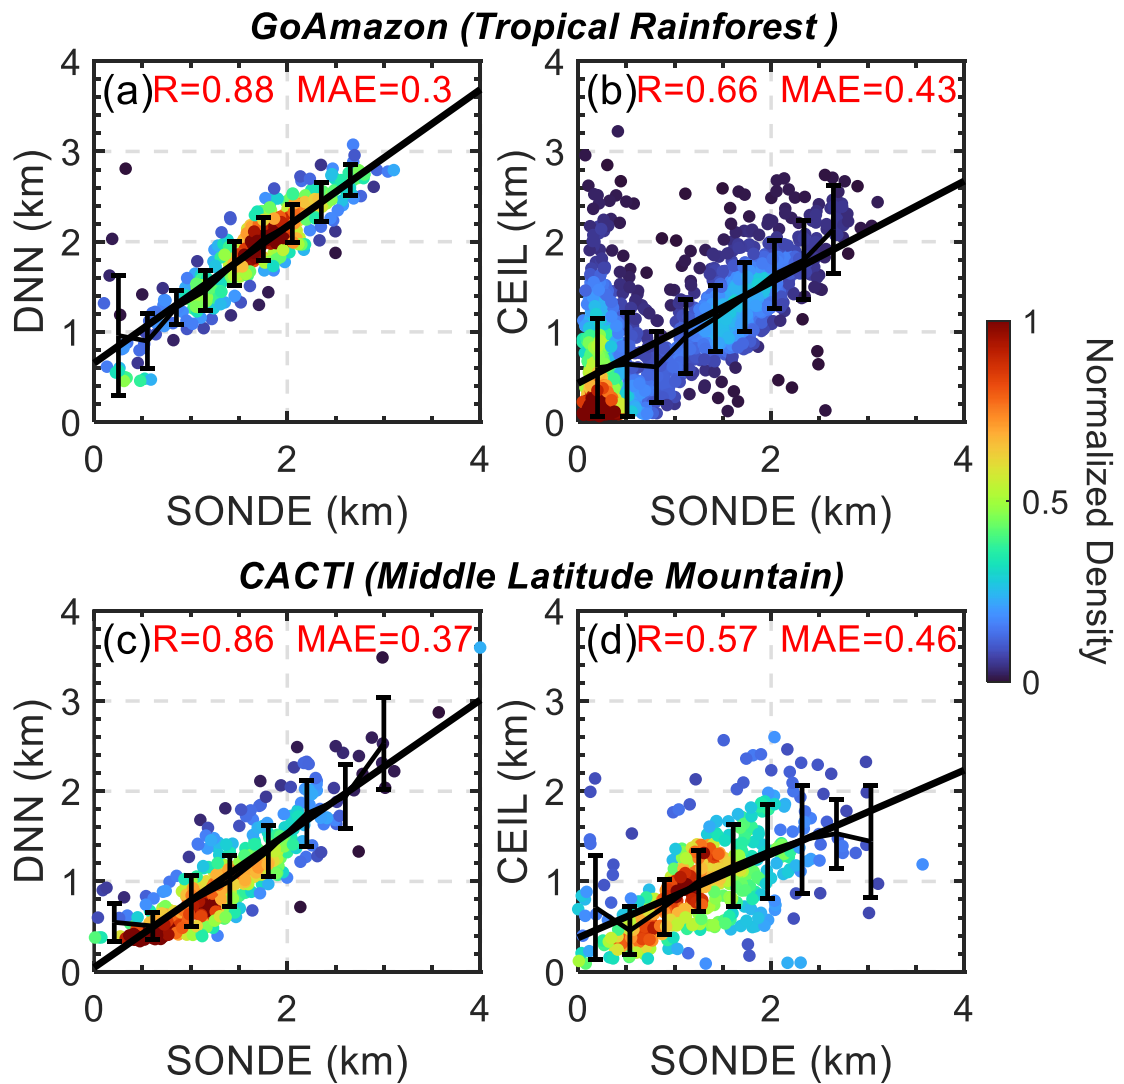 GoAmazon (Tropical Rainforest )
(a) R=0.88 MAE=0.3
4
3
2
1
0
DNN (km)
0 2 4
SONDE (km)
(b) R=0.66 MAE=0.43
4
3
2
1
0
CEIL (km)
0 2 4
SONDE (km)
1
0.5
0
Normalized Density
CACTI (Middle Latitude Mountain)
(c) R=0.86 MAE=0.37
4
3
2
1
0
DNN (km)
0 2 4
SONDE (km)
(d) R=0.57 MAE=0.46
4
3
2
1
0
CEIL (km)
0 2 4
SONDE (km)